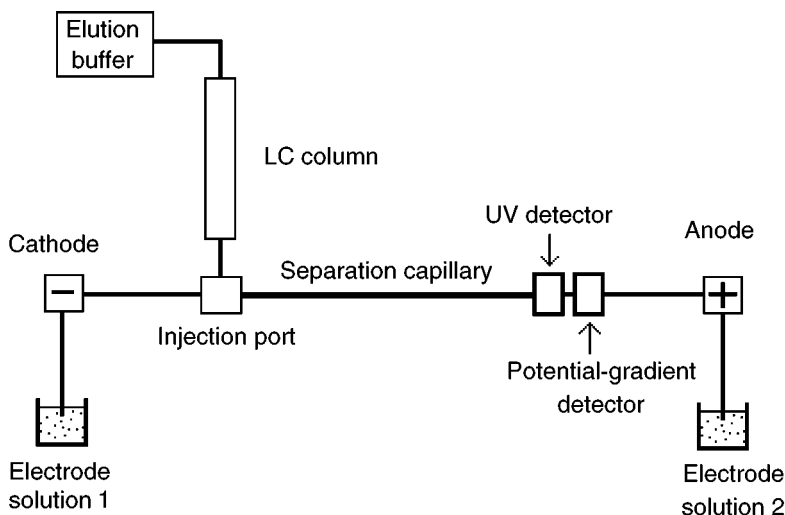 Elution
buffer
LC column
UV detector
Cathode
Anode
Separation capillary
−
+
Injection port
Potential-gradient
detector
Electrode
solution 1
Electrode
solution 2